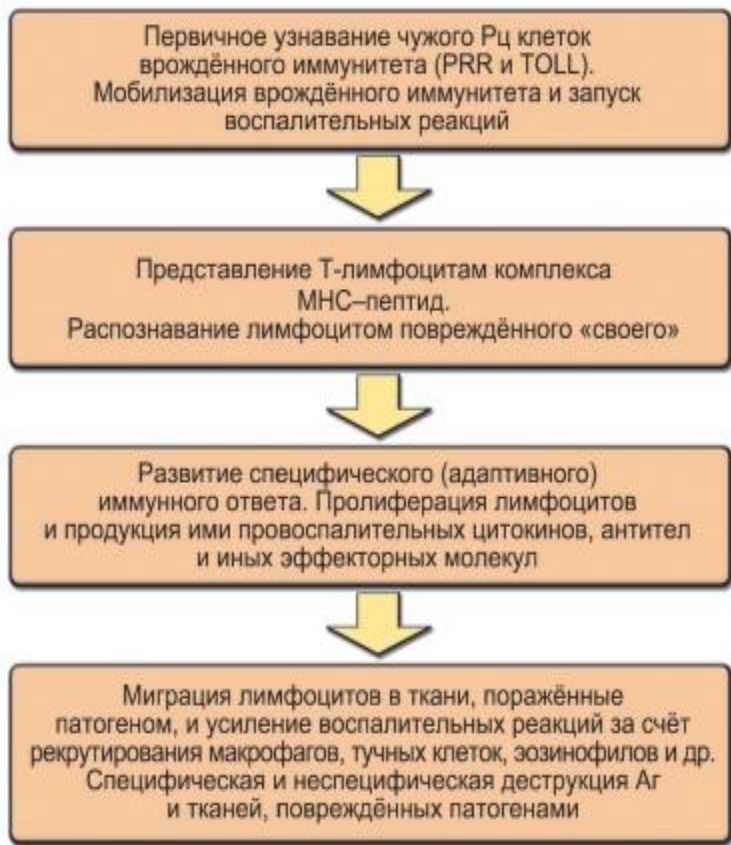 Первичное узнавание чужого Рц клеток
врождённого иммунитета (PRR и TOLL).
Мобилизация врождённого иммунитета и запуск
воспалительных реакций
Представление Т-лимфоцитам комплекса
МНС–пептид.
Распознавание лимфоцитом повреждённого «своего»
Развитие специфического (адаптивного)
иммунного ответа. Пролиферация лимфоцитов
и продукция ими провоспалительных цитокинов, антител
и иных эффекторных молекул
Миграция лимфоцитов в ткани, поражённые
патогеном, и усиление воспалительных реакций за счёт
рекрутирования макрофагов, тучных клеток, эозинофилов и др.
Специфическая и неспецифическая деструкция Аг
и тканей, повреждённых патогенами